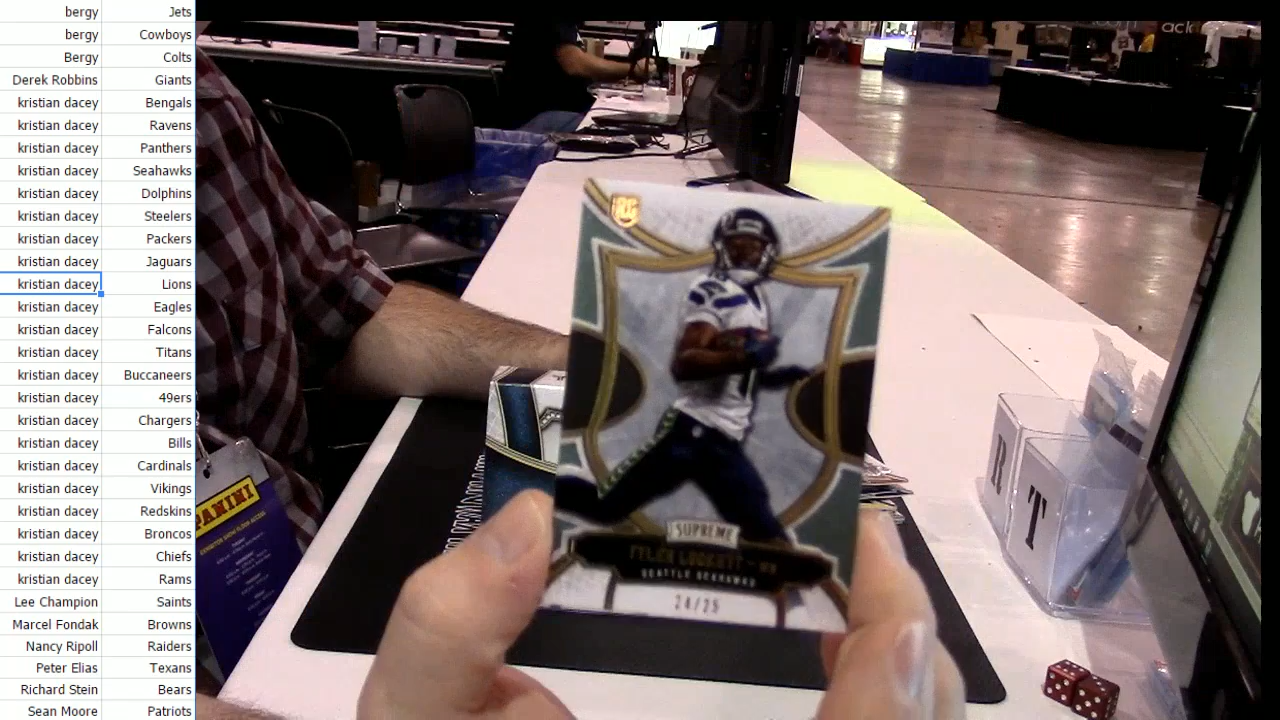 bergy Jets
bergy Cowboys
Bergy Colts
Derek Robbins Giants
kristian dacey Bengals
kristian dacey Ravens
kristian dacey Panthers
kristian dacey Seahawks
kristian dacey Dolphins
kristian dacey Steelers
kristian dacey Packers
kristian dacey Jaguars
kristian dacey Lions
kristian dacey Eagles
kristian dacey Falcons
kristian dacey Titans
kristian dacey Buccaneers
kristian dacey 49ers
kristian dacey Chargers
kristian dacey Bills
kristian dacey Cardinals
kristian dacey Vikings
kristian dacey Redskins
kristian dacey Broncos
kristian dacey Chiefs
kristian dacey Rams
Lee Champion Saints
Marcel Fondak Browns
Nancy Ripoll Raiders
Peter Elias Texans
Richard Stein Bears
Sean Moore Patriots
PANINI
RC
SUPREME
TYLER LOCKETT - WR
SEATTLE SEAHAWKS
24/25
R
T